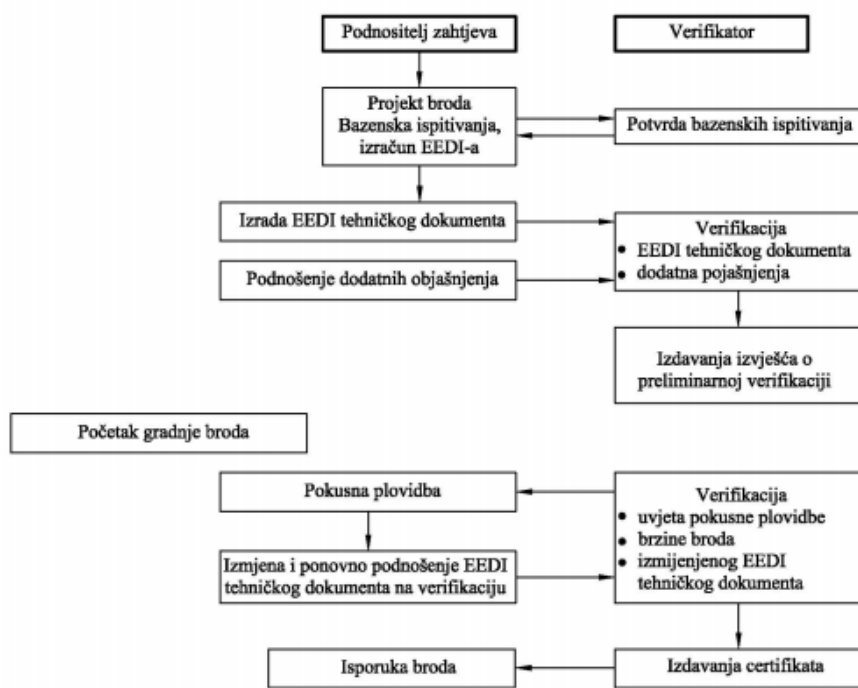 Podnositelj zahtjeva
Verifikator
Projekt broda
Bazenska ispitivanja,
izračun EEDI-a
Potvrda bazenskih ispitivanja
Izrada EEDI tehničkog dokumenta
Verifikacija
• EEDI tehničkog dokumenta
• dodatna pojašnjenja
Podnošenje dodatnih objašnjenja
Izdavanja izvješća o
preliminarnoj verifikaciji
Početak gradnje broda
Pokusna plovidba
Verifikacija
• uvjeta pokusne plovidbe
• brzine broda
• izmijenjenog EEDI
tehničkog dokumenta
Izmjena i ponovno podnošenje EEDI
tehničkog dokumenta na verifikaciju
Isporuka broda
Izdavanja certifikata